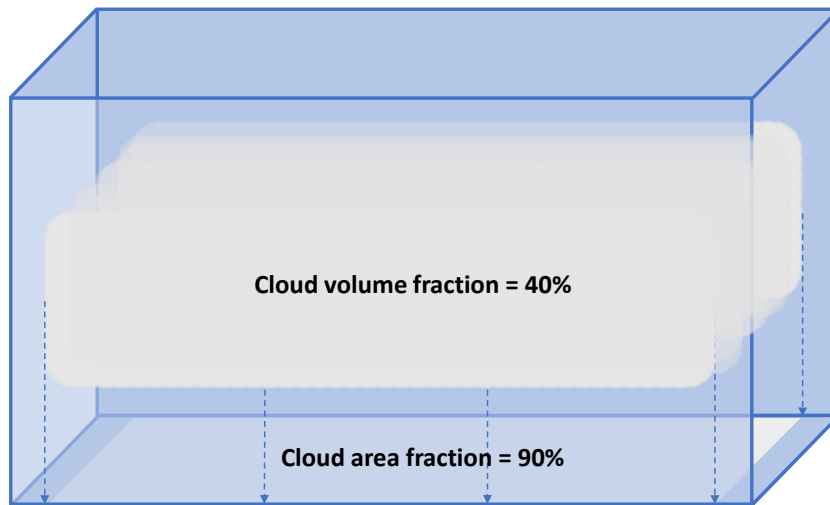 Cloud volume fraction = 40%
Cloud area fraction = 90%